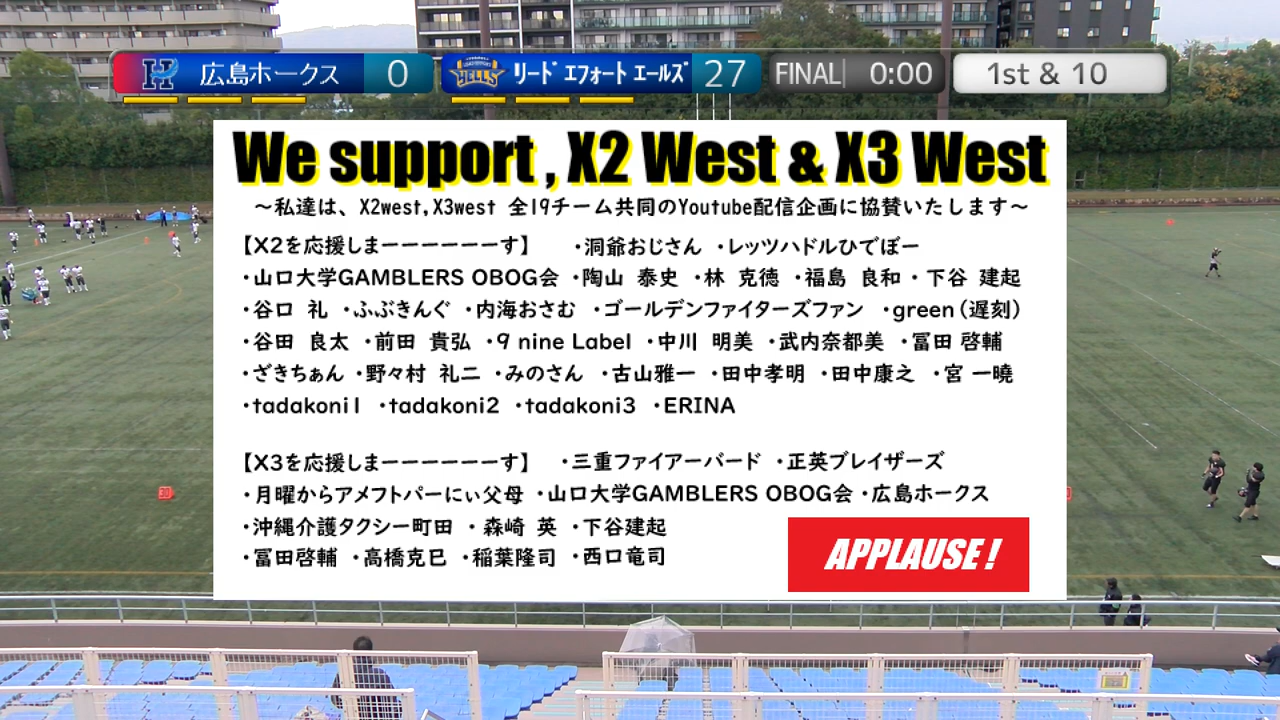 広島ホークス 0 リードエフォートエールズ 27 FINAL 0:00 1st & 10
We support , X2 West & X3 West
～私達は、X2west,X3west 全19チーム共同のYoutube配信企画に協賛いたします～
【X2を応援しまーーーーーーす】 ・洞爺おじさん ・レッツハドルひでぼー
・山口大学GAMBLERS OBOG会 ・陶山 泰史 ・林 克徳 ・福島 良和 ・下谷 建起
・谷口 礼 ・ふぶきんぐ ・内海おさむ ・ゴールデンファイターズファン ・green（遅刻）
・谷田 良太 ・前田 貴弘 ・9 nine Label ・中川 明美 ・武内奈都美 ・冨田 啓輔
・ざきちぁん ・野々村 礼二 ・みのさん ・古山雅一 ・田中孝明 ・田中康之 ・宮 一曉
・tadakoni1 ・tadakoni2 ・tadakoni3 ・ERINA
【X3を応援しまーーーーーーす】 ・三重ファイアーバード ・正英ブレイザーズ
・月曜からアメフトパーにぃ父母 ・山口大学GAMBLERS OBOG会 ・広島ホークス
・沖縄介護タクシー町田 ・森崎 英 ・下谷建起
・冨田啓輔 ・高橋克巳 ・稲葉隆司 ・西口竜司
APPLAUSE !